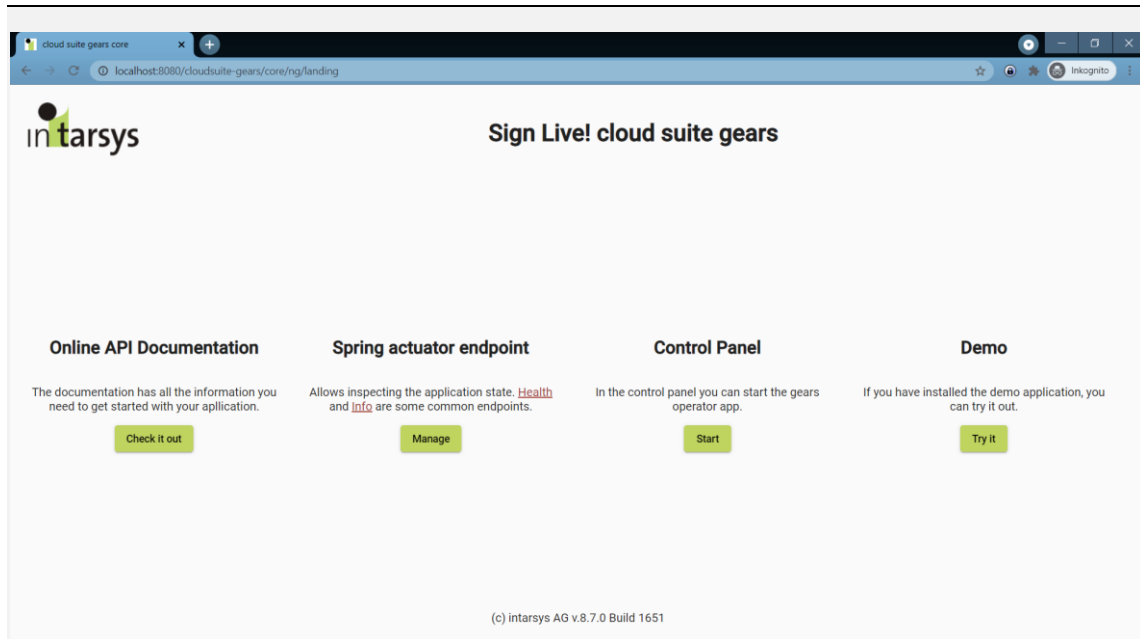 cloud suite gears core
localhost:8080/cloudsuite-gears/core/ng/landing
Inkognito
intarsys
Sign Live! cloud suite gears
Online API Documentation
The documentation has all the information you
need to get started with your apllication.
Check it out
Spring actuator endpoint
Allows inspecting the application state. Health
and Info are some common endpoints.
Manage
Control Panel
In the control panel you can start the gears
operator app.
Start
Demo
If you have installed the demo application, you
can try it out.
Try it
(c) intarsys AG v.8.7.0 Build 1651